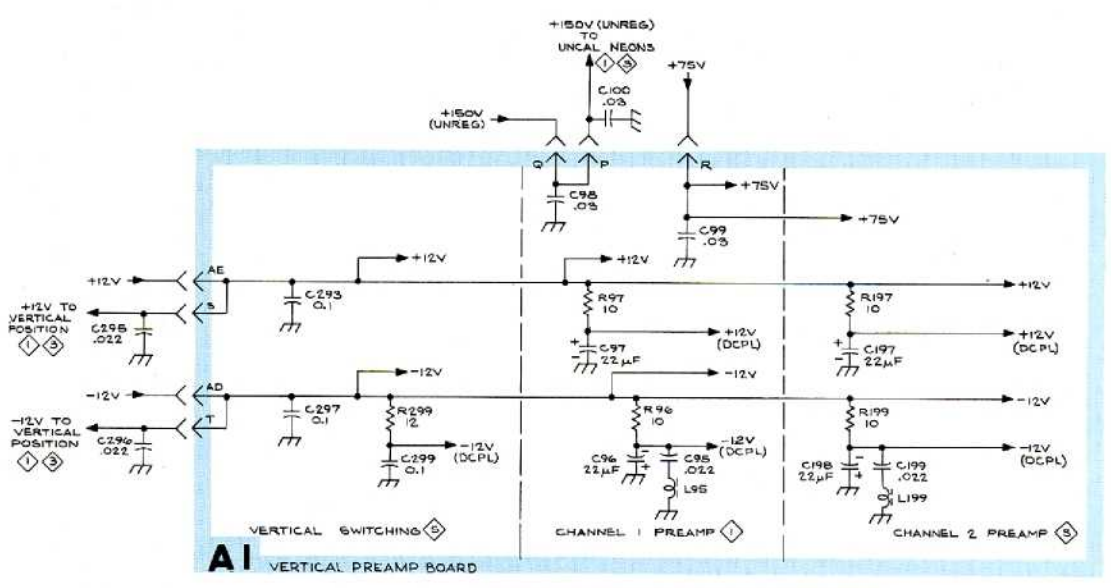 +150V (UNREG)
TO
UNCAL NEONS
1 3
+75V
C100
.03
+150V
(UNREG)
Q
P
R
C98
.03
+75V
+75V
C99
.03
+12V
AE
+12V
+12V
+12V TO
VERTICAL
POSITION
1 3
C295
.022
S
C293
0.1
R97
10
R197
10
+12V
+12V
(DCPL)
+12V
(DCPL)
+
-
C97
22µF
+
-
C197
22µF
-12V
AD
-12V
-12V
-12V
-12V TO
VERTICAL
POSITION
1 3
C296
.022
T
C297
0.1
R299
12
R96
10
R199
10
-12V
(DCPL)
-12V
(DCPL)
-12V
(DCPL)
C299
0.1
C96
22µF
-
+
C95
.022
L95
C198
22µF
-
+
C199
.022
L199
VERTICAL SWITCHING 5
CHANNEL 1 PREAMP 1
CHANNEL 2 PREAMP 3
A1 VERTICAL PREAMP BOARD